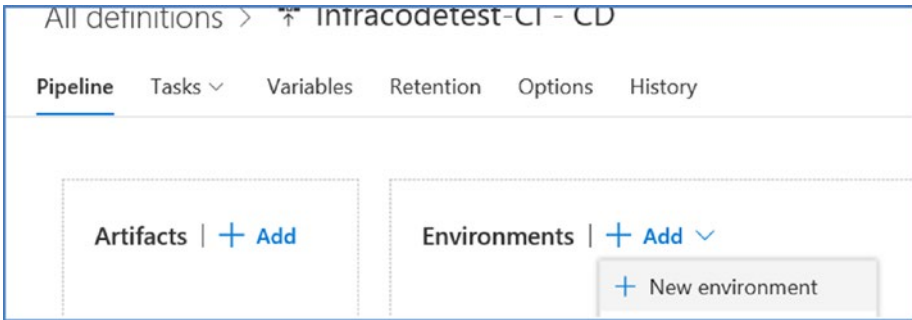 All definitions > Infracodetest-CI - CD
Pipeline Tasks Variables Retention Options History
Artifacts | + Add Environments | + Add
+ New environment